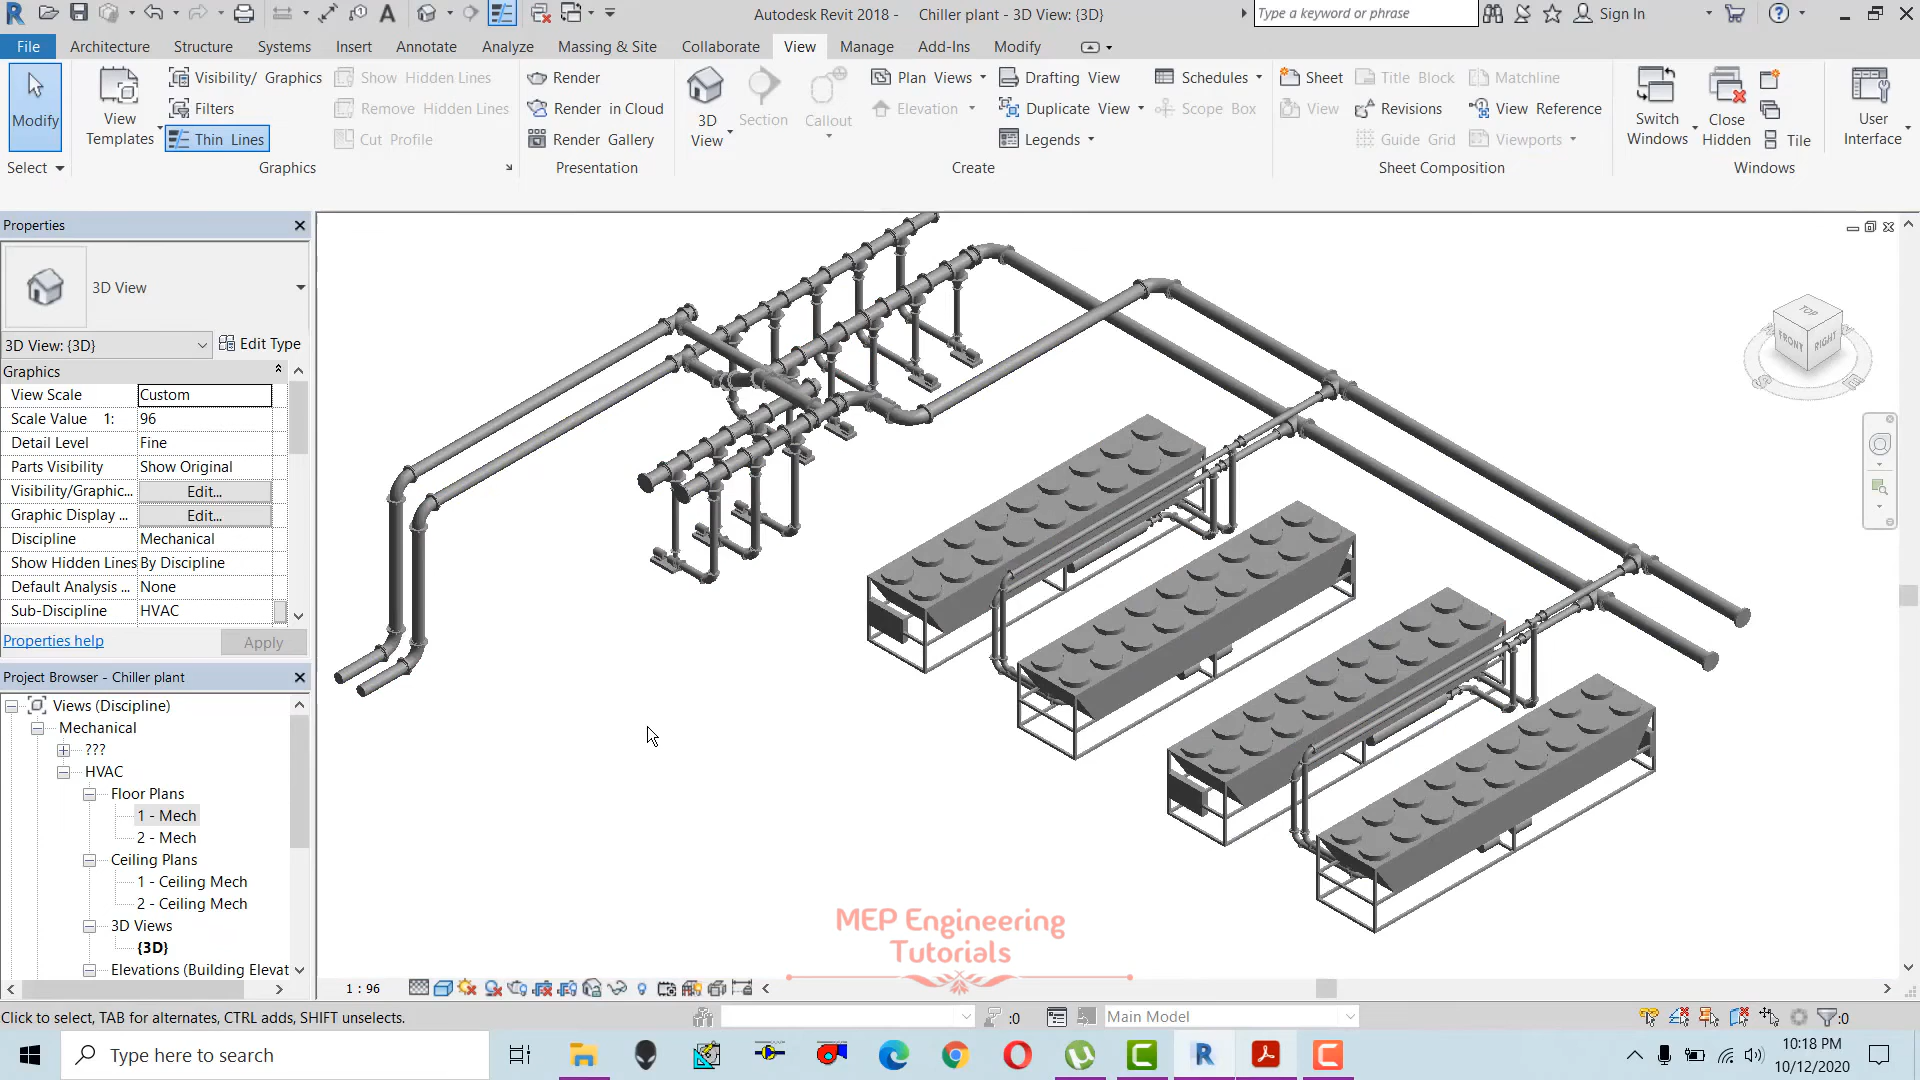 Autodesk Revit 2018 - Chiller plant - 3D View: {3D}
Type a keyword or phrase
Sign In
File Architecture Structure Systems Insert Annotate Analyze Massing & Site Collaborate View Manage Add-Ins Modify
Modify
Select
View Templates
Visibility/ Graphics
Filters
Thin Lines
Show Hidden Lines
Remove Hidden Lines
Cut Profile
Graphics
Render
Render in Cloud
Render Gallery
Presentation
3D View
Section
Callout
Plan Views
Elevation
Drafting View
Duplicate View
Legends
Schedules
Scope Box
Create
Sheet
View
Title Block
Revisions
Guide Grid
Matchline
View Reference
Viewports
Sheet Composition
Switch Windows
Close Hidden
Tile
Windows
User Interface
Properties
3D View
3D View: {3D}
Edit Type
Graphics
View Scale Custom
Scale Value 1: 96
Detail Level Fine
Parts Visibility Show Original
Visibility/Graphic... Edit...
Graphic Display ... Edit...
Discipline Mechanical
Show Hidden Lines By Discipline
Default Analysis ... None
Sub-Discipline HVAC
Properties help
Apply
Project Browser - Chiller plant
Views (Discipline)
Mechanical
???
HVAC
Floor Plans
1 - Mech
2 - Mech
Ceiling Plans
1 - Ceiling Mech
2 - Ceiling Mech
3D Views
{3D}
Elevations (Building Elevat
TOP
FRONT
RIGHT
S
E
MEP Engineering
Tutorials
1 : 96
Click to select, TAB for alternates, CTRL adds, SHIFT unselects.
:0
Main Model
:0
Type here to search
10:18 PM
10/12/2020